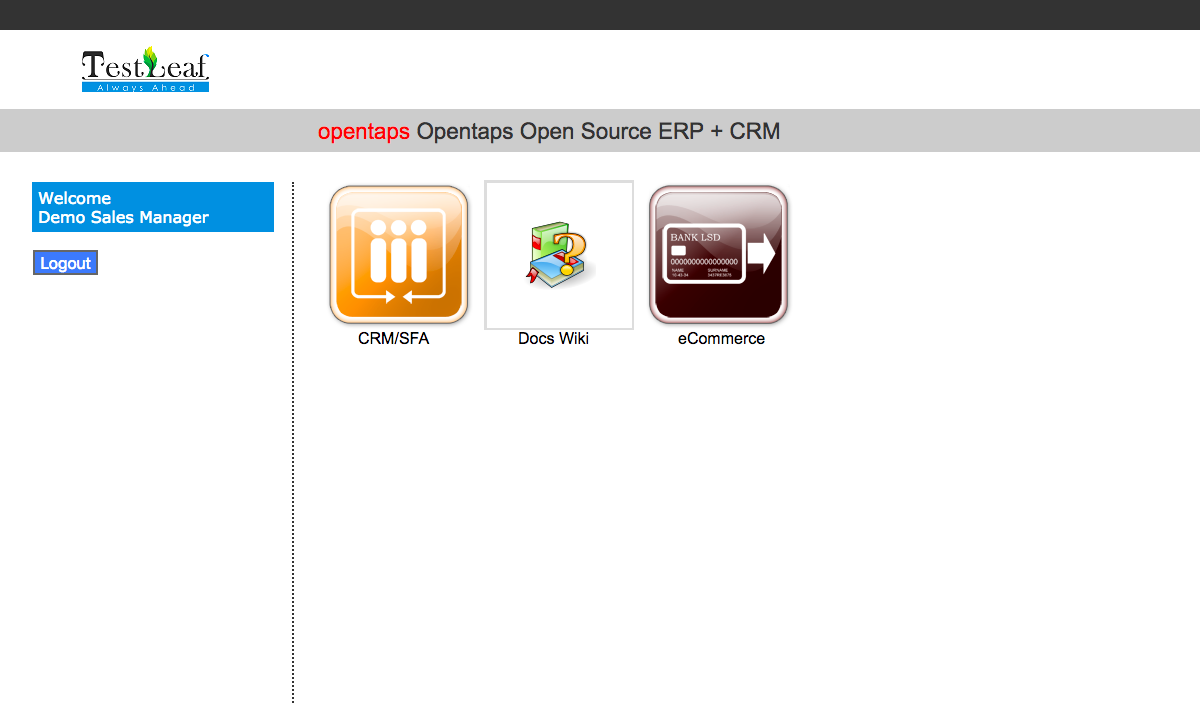 TestLeaf
Always Ahead
opentaps Opentaps Open Source ERP + CRM
Welcome
Demo Sales Manager
Logout
BANK LSD
0000000000000000
NAME SURNAME
CRM/SFA
Docs Wiki
eCommerce